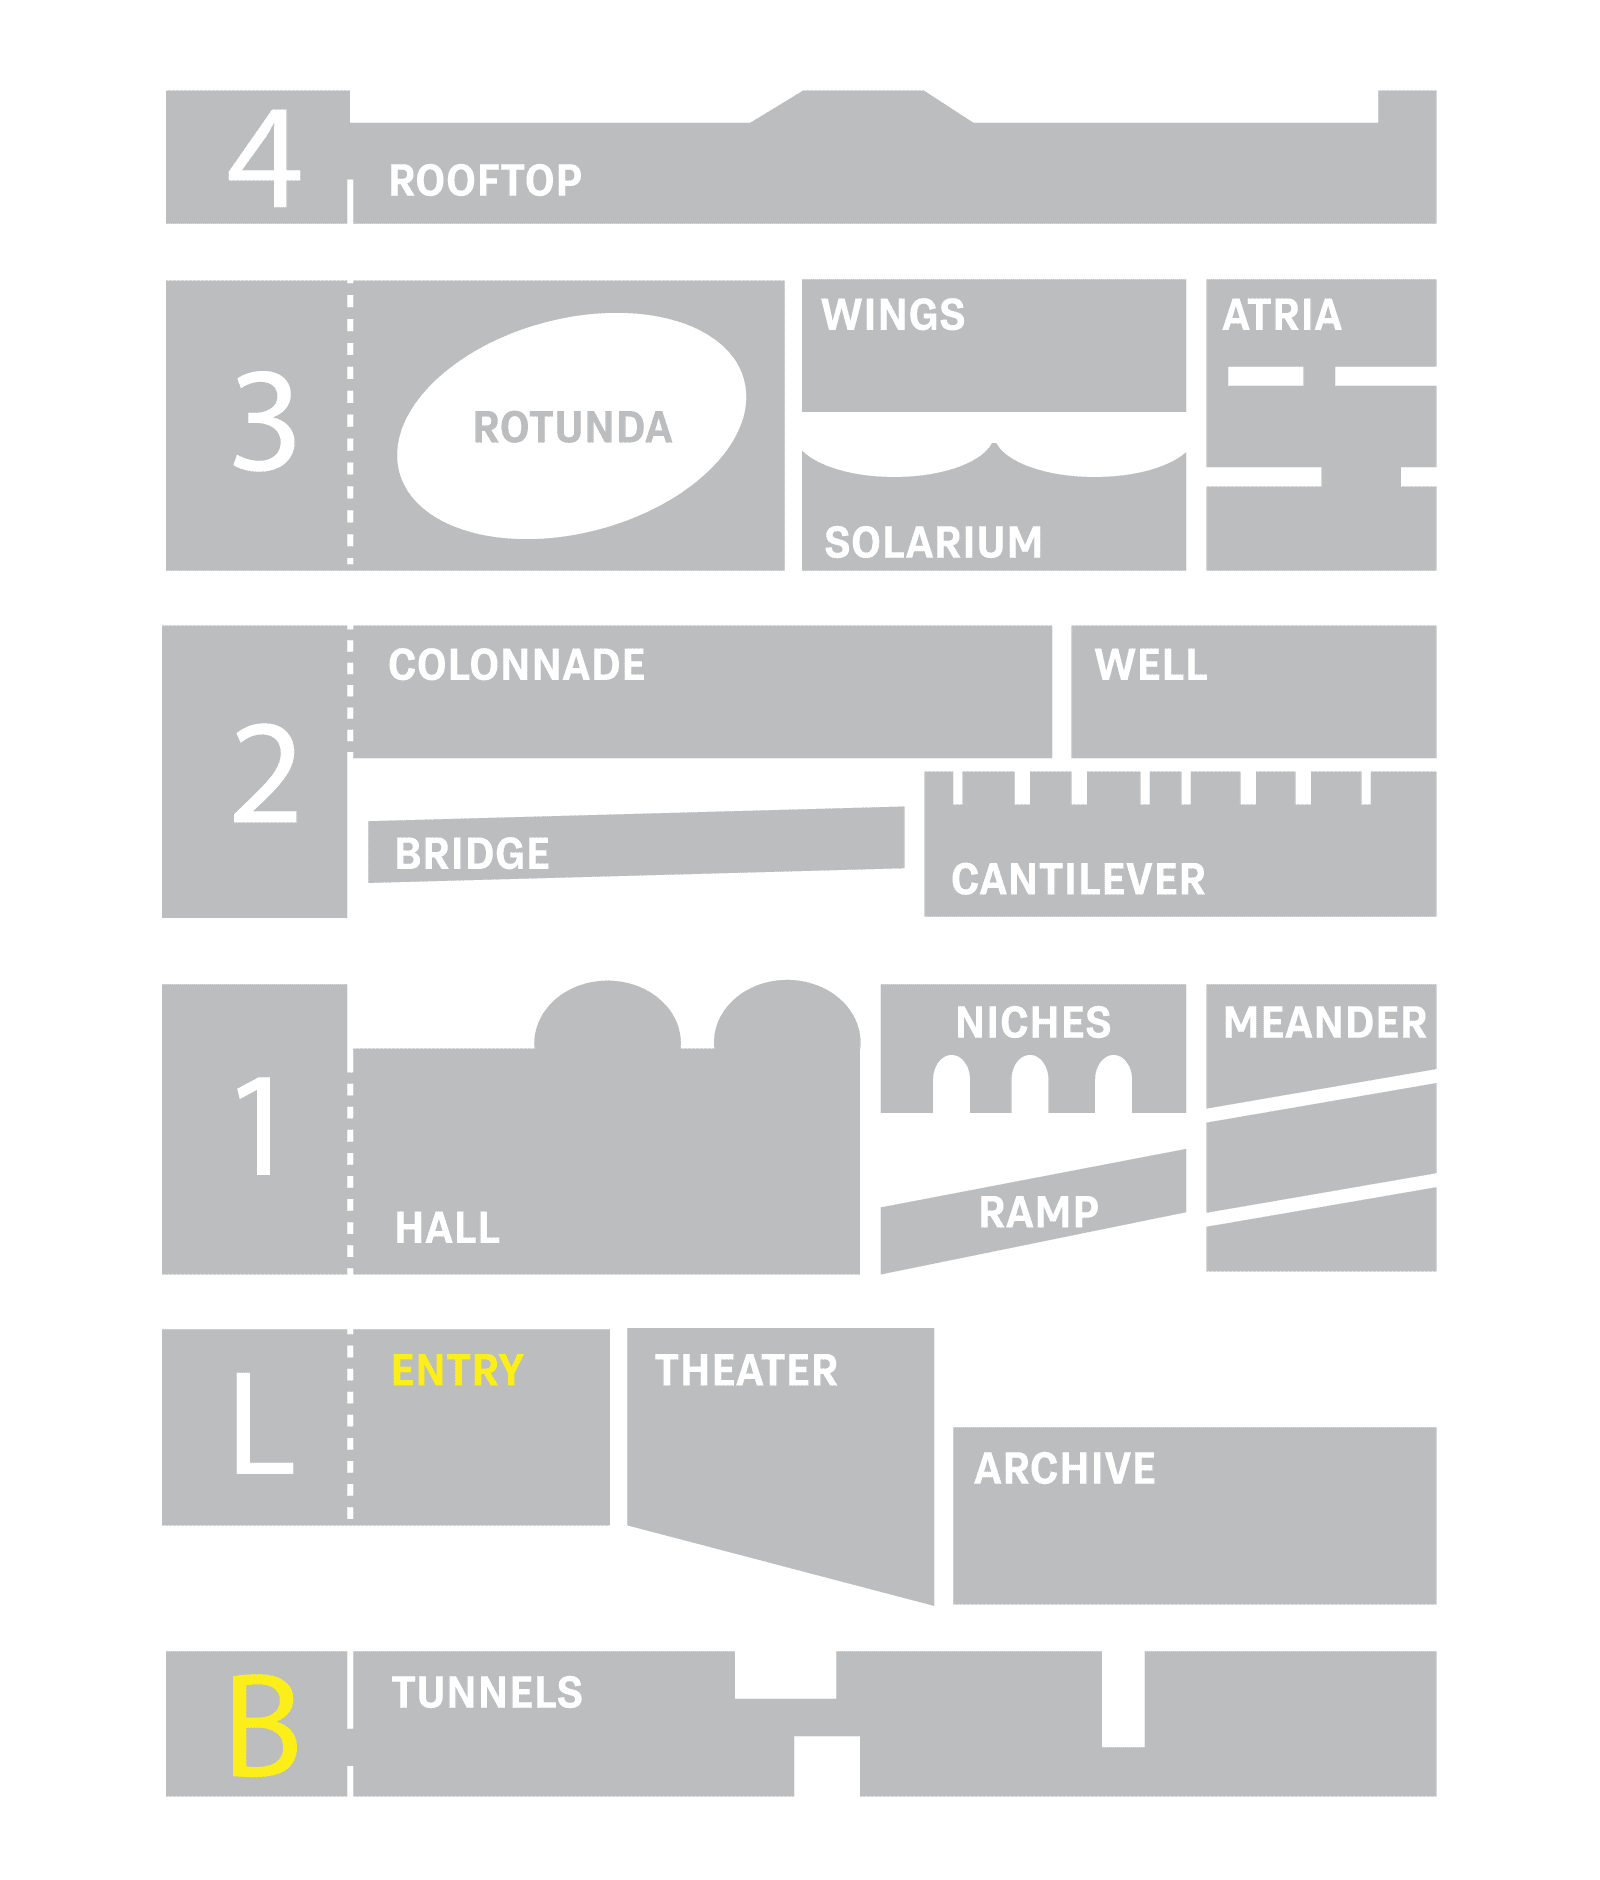 4
ROOFTOP
3
ROTUNDA
WINGS
SOLARIUM
ATRIA
2
COLONNADE
WELL
BRIDGE
CANTILEVER
1
HALL
NICHES
RAMP
MEANDER
L
ENTRY
THEATER
ARCHIVE
B
TUNNELS